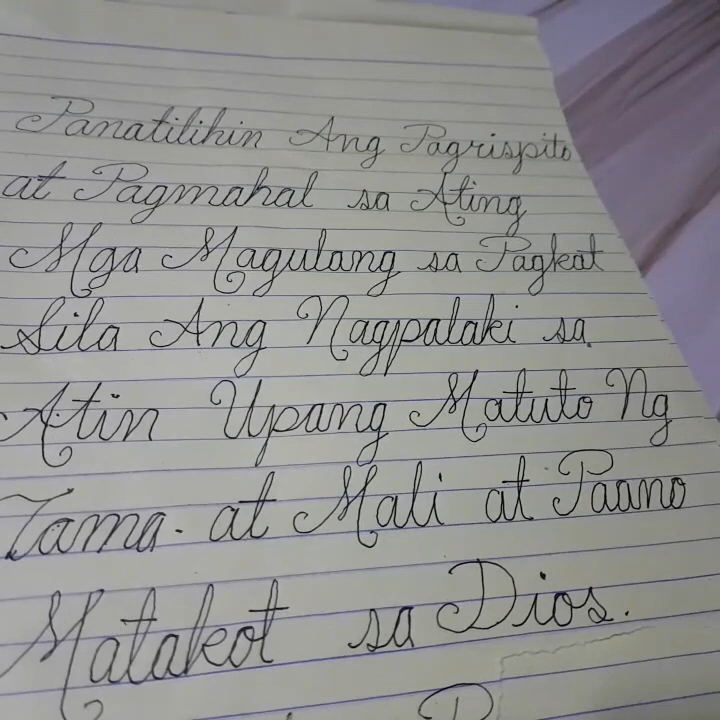 Panatilihin Ang Pagrispito
at Pagmahal sa Ating
Mga Magulang sa Pagkat
Sila Ang Nagpalaki sa
Atin Upang Matuto Ng
Tama. at Mali at Paano
Matakot sa Dios.